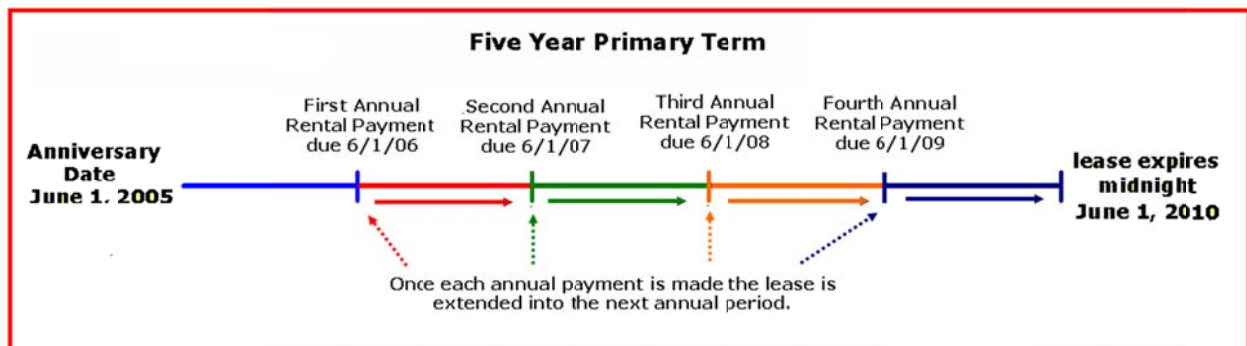 Five Year Primary Term
First Annual
Rental Payment
due 6/1/06
Second Annual
Rental Payment
due 6/1/07
Third Annual
Rental Payment
due 6/1/08
Fourth Annual
Rental Payment
due 6/1/09
Anniversary
Date
June 1, 2005
lease expires
midnight
June 1, 2010
Once each annual payment is made the lease is
extended into the next annual period.